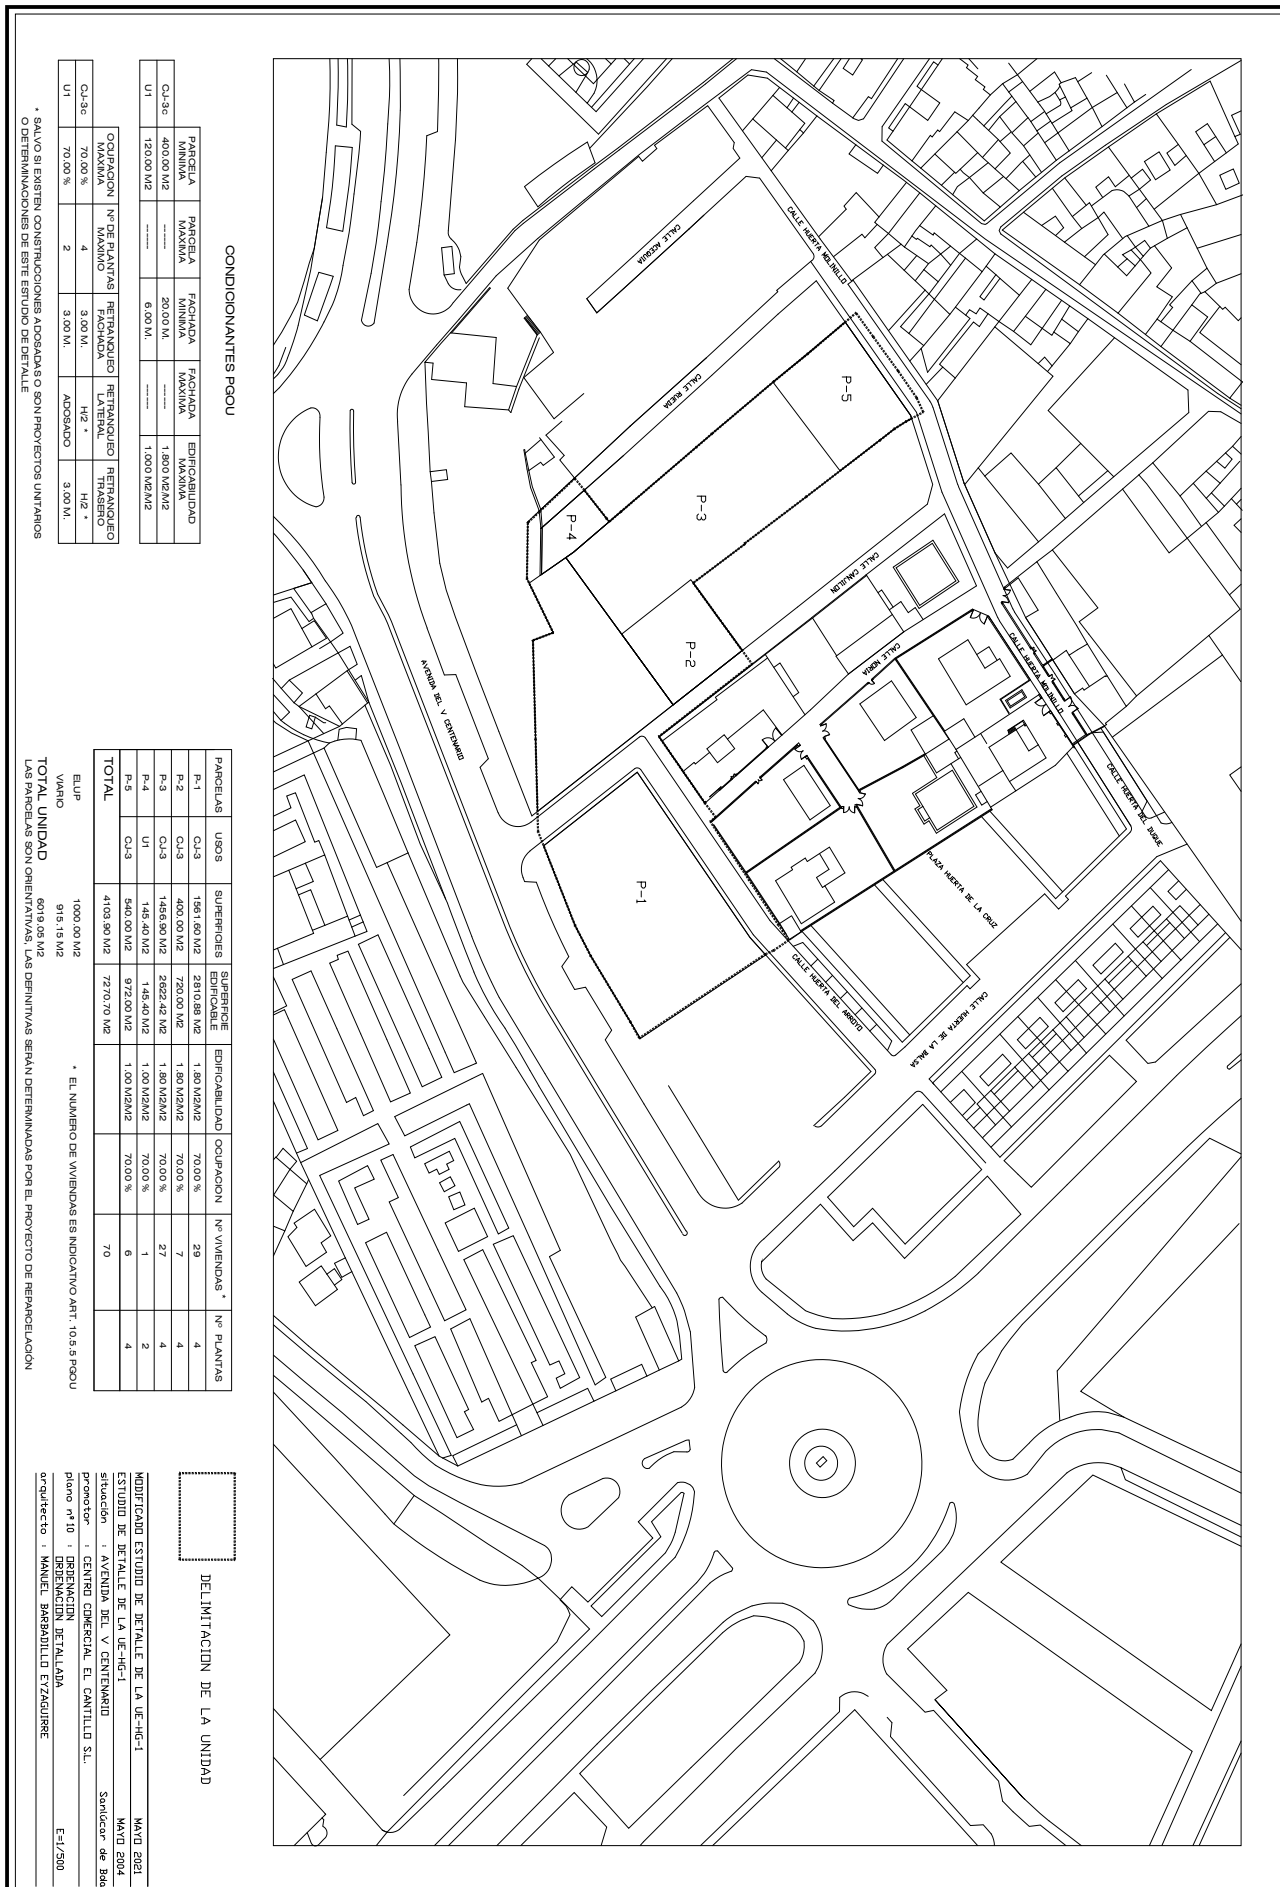 CONDICIONANTES PGOU
PARCELA MINIMA PARCELA MAXIMA FACHADA MINIMA FACHADA MAXIMA EDIFICABILIDAD MAXIMA
CJ-3c 400.00 M2 ------ 20.00 M. ------ 1.800 M2/M2
U1 120.00 M2 ------ 6.00 M. ------ 1.000 M2/M2
OCUPACION MAXIMA Nº DE PLANTAS MAXIMO RETRANQUEO FACHADA RETRANQUEO LATERAL RETRANQUEO TRASERO
CJ-3c 70.00 % 4 3.00 M. H/2 * H/2 *
U1 70.00 % 2 3.00 M. ADOSADO 3.00 M.
* SALVO SI EXISTEN CONSTRUCCIONES ADOSADAS O SON PROYECTOS UNITARIOS
O DETERMINACIONES DE ESTE ESTUDIO DE DETALLE
PARCELAS USOS SUPERFICIES SUPERFICIE EDIFICABLE EDIFICABILIDAD OCUPACION Nº VIVIENDAS * Nº PLANTAS
P-1 CJ-3 1561.60 M2 2810.88 M2 1.80 M2/M2 70.00 % 29 4
P-2 CJ-3 400.00 M2 720.00 M2 1.80 M2/M2 70.00 % 7 4
P-3 CJ-3 1456.90 M2 2622.42 M2 1.80 M2/M2 70.00 % 27 4
P-4 U1 145.40 M2 145.40 M2 1.00 M2/M2 70.00 % 1 2
P-5 CJ-3 540.00 M2 972.00 M2 1.00 M2/M2 70.00 % 6 4
TOTAL 4103.90 M2 7270.70 M2 70
ELUP 1000.00 M2
* EL NUMERO DE VIVIENDAS ES INDICATIVO ART. 10.5.5 PGOU
VIARIO 915.15 M2
TOTAL UNIDAD 6019.05 M2
LAS PARCELAS SON ORIENTATIVAS, LAS DEFINITIVAS SERÁN DETERMINADAS POR EL PROYECTO DE REPARCELACIÓN
DELIMITACION DE LA UNIDAD
MODIFICADO ESTUDIO DE DETALLE DE LA UE-HG-1 MAYO 2021
ESTUDIO DE DETALLE DE LA UE-HG-1 MAYO 2004
situación : AVENIDA DEL V CENTENARIO Sanlúcar de
promotor : CENTRO COMERCIAL EL CANTILLO S.L.
plano nº 10 : ORDENACION
ORDENACION DETALLADA E=1/500
arquitecto : MANUEL BARBADILLO EYZAGUIRRE
CALLE HUERTA MOLINILLO
CALLE ACEQUIA
CALLE RUEDA
P-5
P-3
P-4
CALLE CANJILON
P-2
CALLE NORIA
CALLE HUERTA MOLINILLO
AVENIDA DEL V CENTENARIO
CALLE HUERTA DEL DUQUE
PLAZA HUERTA DE LA CRUZ
P-1
CALLE HUERTA DEL ARROYO
CALLE HUERTA DE LA BALSA